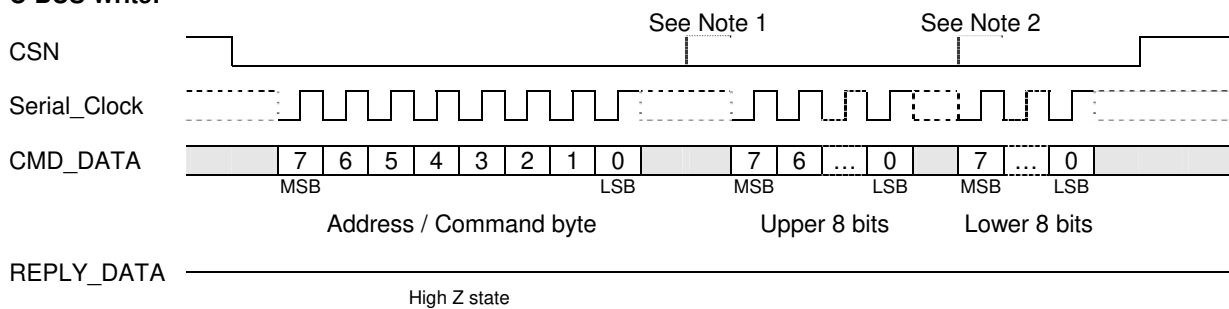 C-BUS Write:
See Note 1 See Note 2
CSN
Serial_Clock
CMD_DATA 7 6 5 4 3 2 1 0 7 6 ... 0 7 ... 0
MSB LSB MSB LSB MSB LSB
Address / Command byte Upper 8 bits Lower 8 bits
REPLY_DATA
High Z state